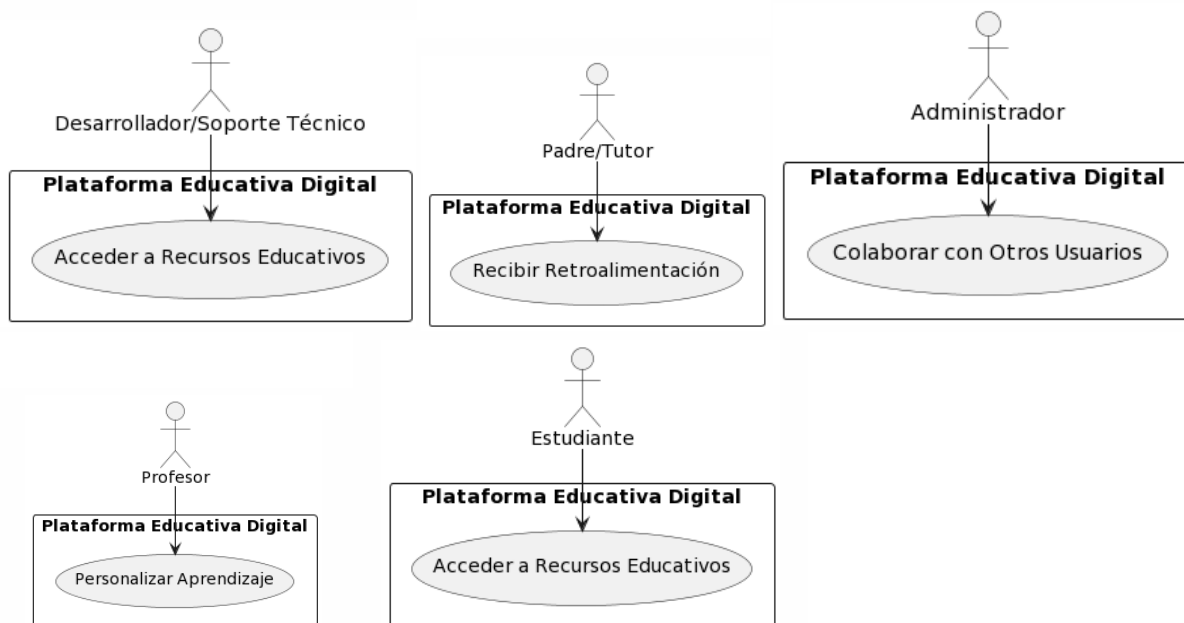 Desarrollador/Soporte Técnico
Plataforma Educativa Digital
Acceder a Recursos Educativos
Padre/Tutor
Plataforma Educativa Digital
Recibir Retroalimentación
Administrador
Plataforma Educativa Digital
Colaborar con Otros Usuarios
Profesor
Plataforma Educativa Digital
Personalizar Aprendizaje
Estudiante
Plataforma Educativa Digital
Acceder a Recursos Educativos